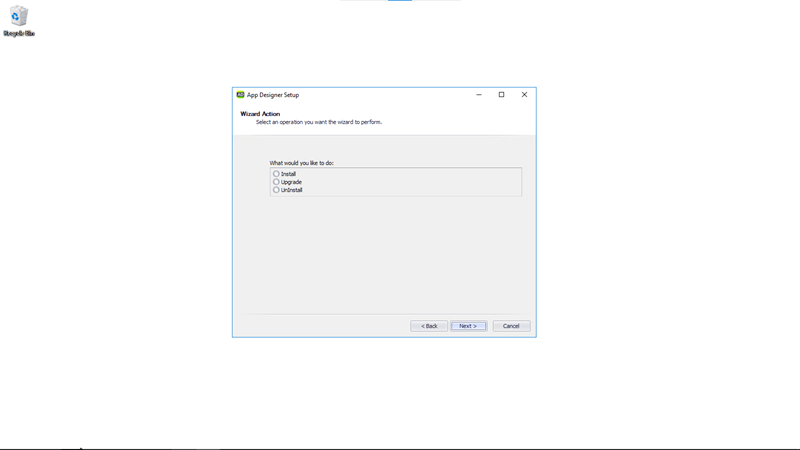 Recycle Bin
App Designer Setup
Wizard Action
Select an operation you want the wizard to perform.
What would you like to do:
Install
Upgrade
UnInstall
< Back
Next >
Cancel